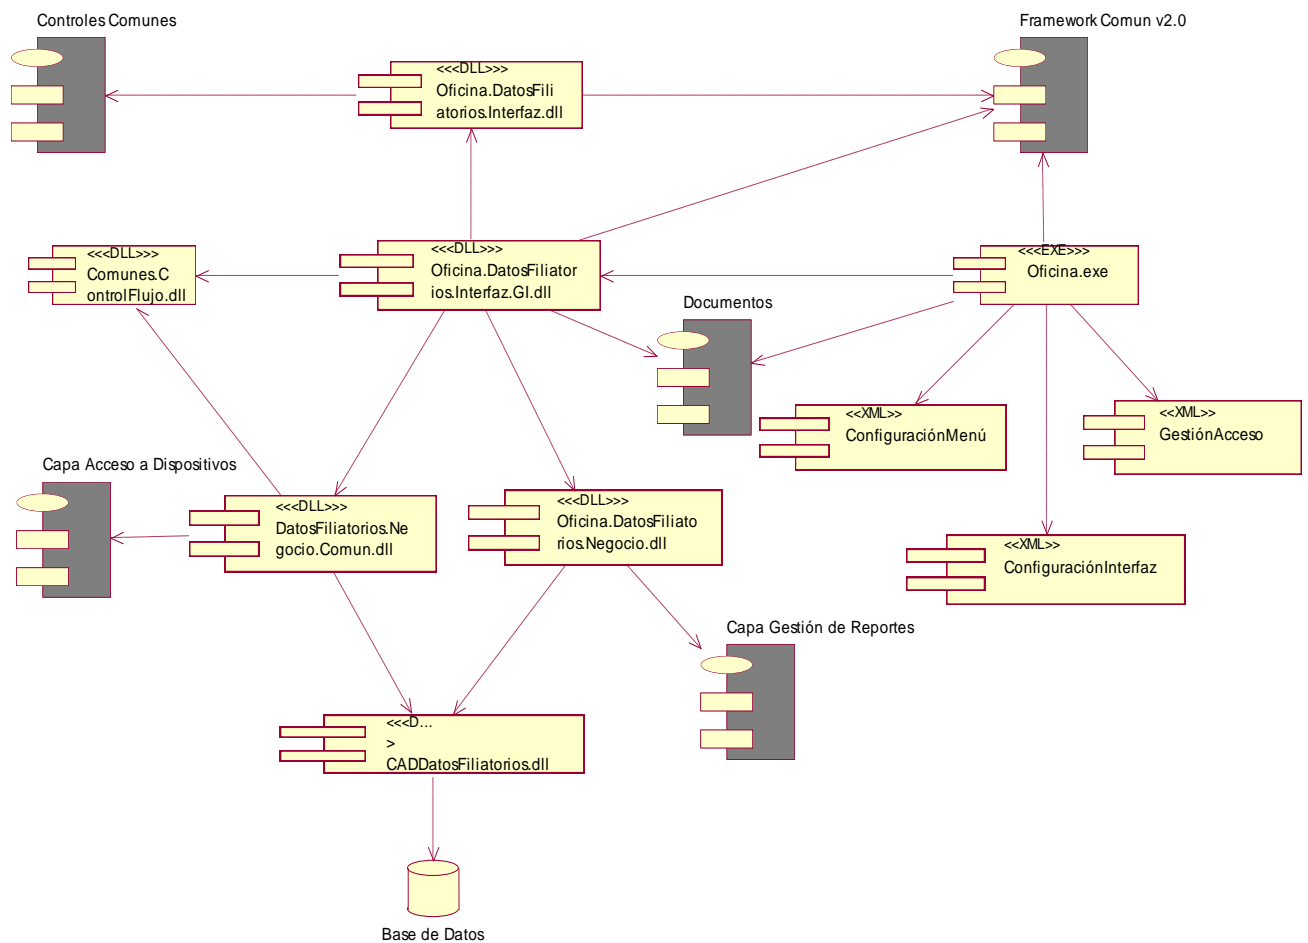 Controles Comunes
Framework Comun v2.0
<<<DLL>>>
Oficina.DatosFili
atorios.Interfaz.dll
<<<DLL>>>
Comunes.C
ontrolFlujo.dll
<<<DLL>>>
Oficina.DatosFiliator
ios.Interfaz.GI.dll
<<<EXE>>>
Oficina.exe
Documentos
<<XML>>
ConfiguraciónMenú
<<XML>>
GestiónAcceso
Capa Acceso a Dispositivos
<<<DLL>>>
DatosFiliatorios.Ne
gocio.Comun.dll
<<<DLL>>>
Oficina.DatosFiliato
rios.Negocio.dll
<<XML>>
ConfiguraciónInterfaz
Capa Gestión de Reportes
<<<D...
>
CADDatosFiliatorios.dll
Base de Datos